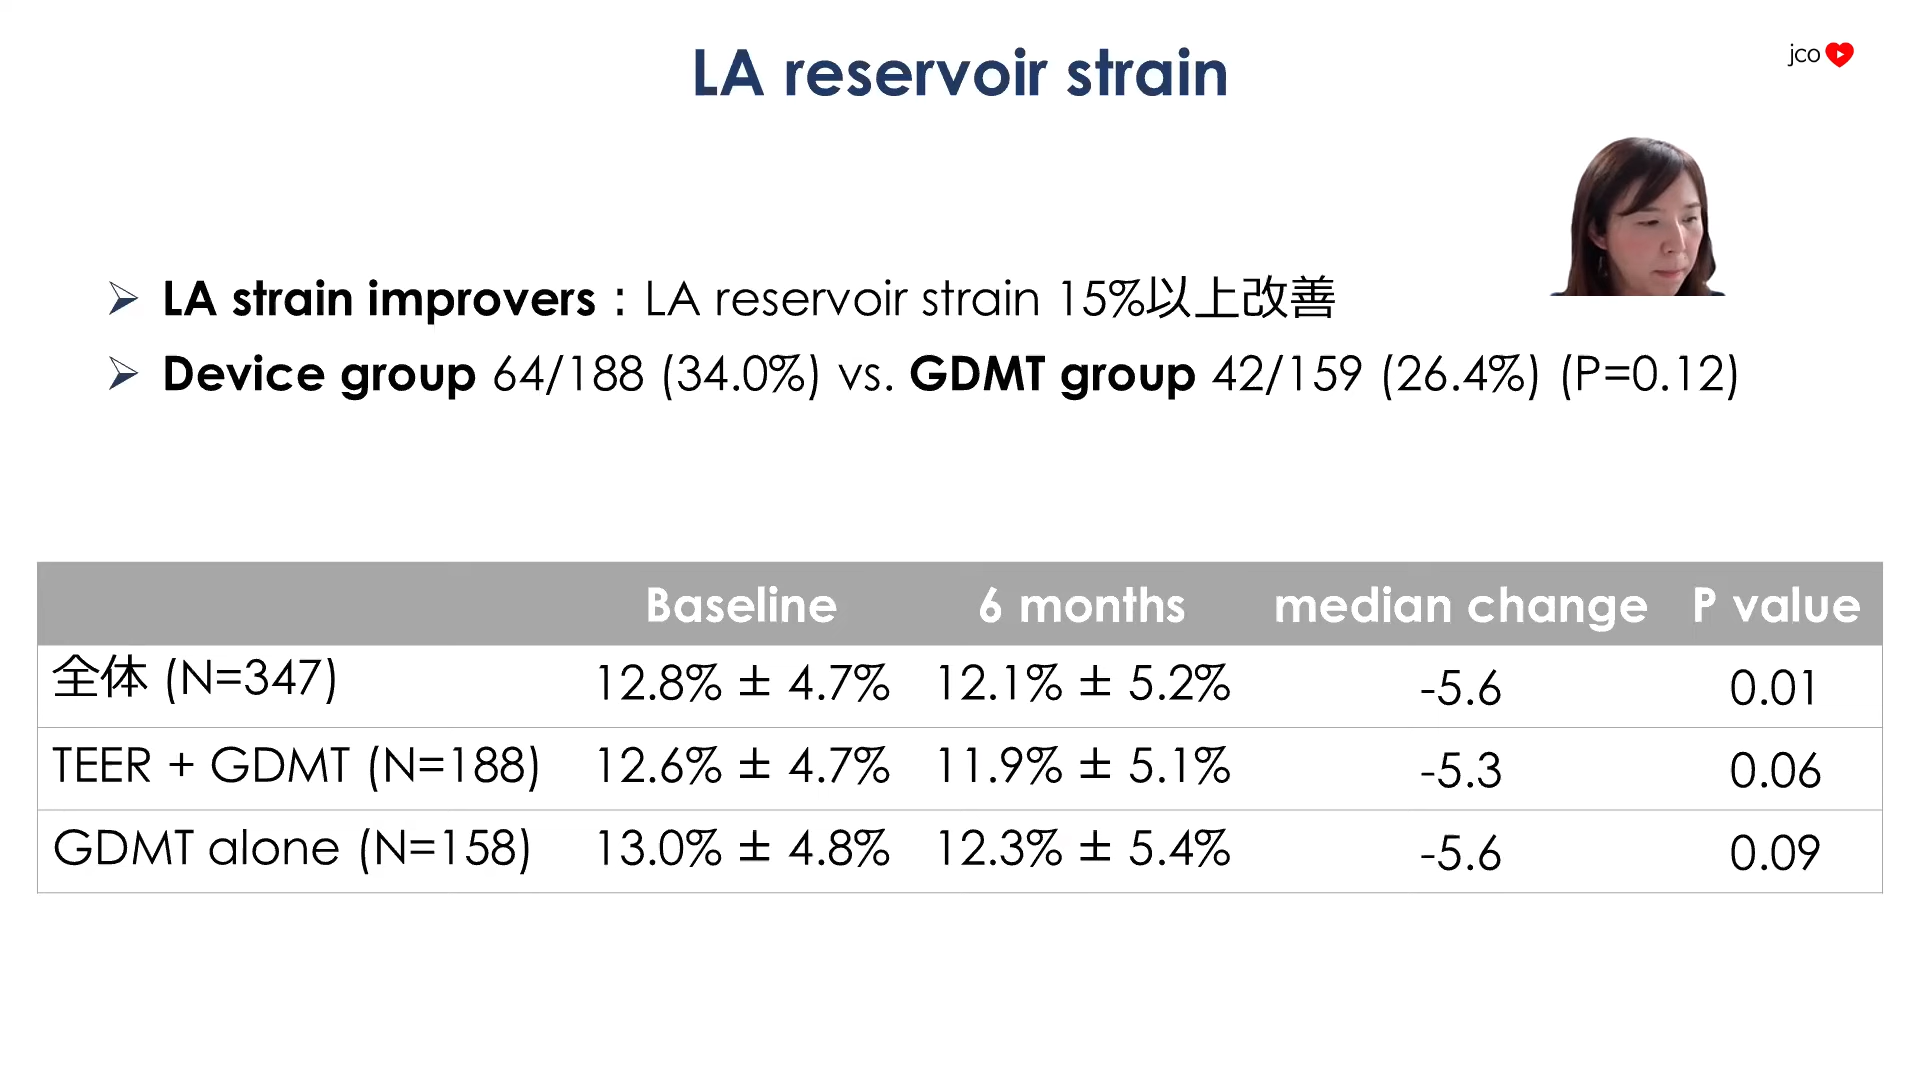 LA reservoir strain
jco
➢ LA strain improvers：LA reservoir strain 15%以上改善
➢ Device group 64/188 (34.0%) vs. GDMT group 42/159 (26.4%) (P=0.12)
Baseline 6 months median change P value
全体 (N=347) 12.8% ± 4.7% 12.1% ± 5.2% -5.6 0.01
TEER + GDMT (N=188) 12.6% ± 4.7% 11.9% ± 5.1% -5.3 0.06
GDMT alone (N=158) 13.0% ± 4.8% 12.3% ± 5.4% -5.6 0.09